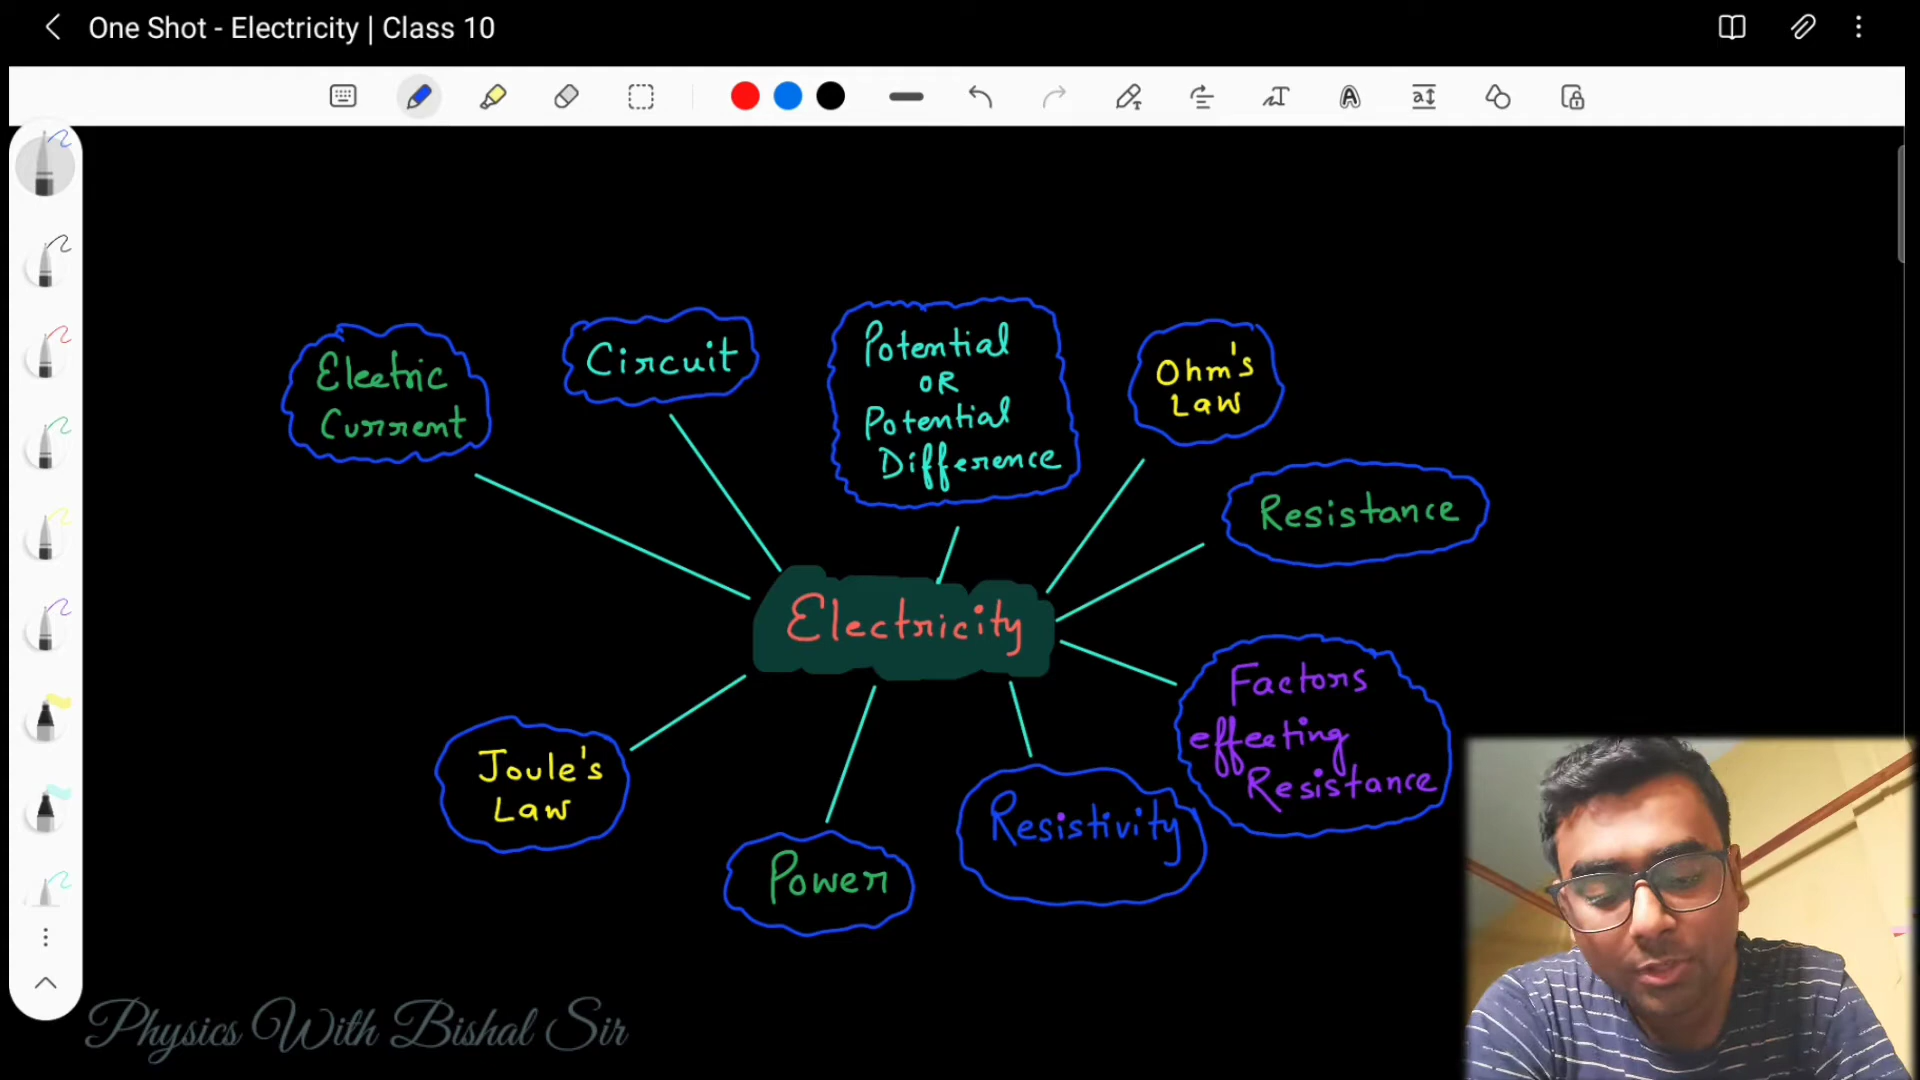 One Shot - Electricity | Class 10
Electric
Current
Circuit
Potential
OR
Potential
Difference
Ohm's
Law
Resistance
Electricity
Factors
effecting
Resistance
Joule's
Law
Power
Resistivity
Physics With Bishal Sir